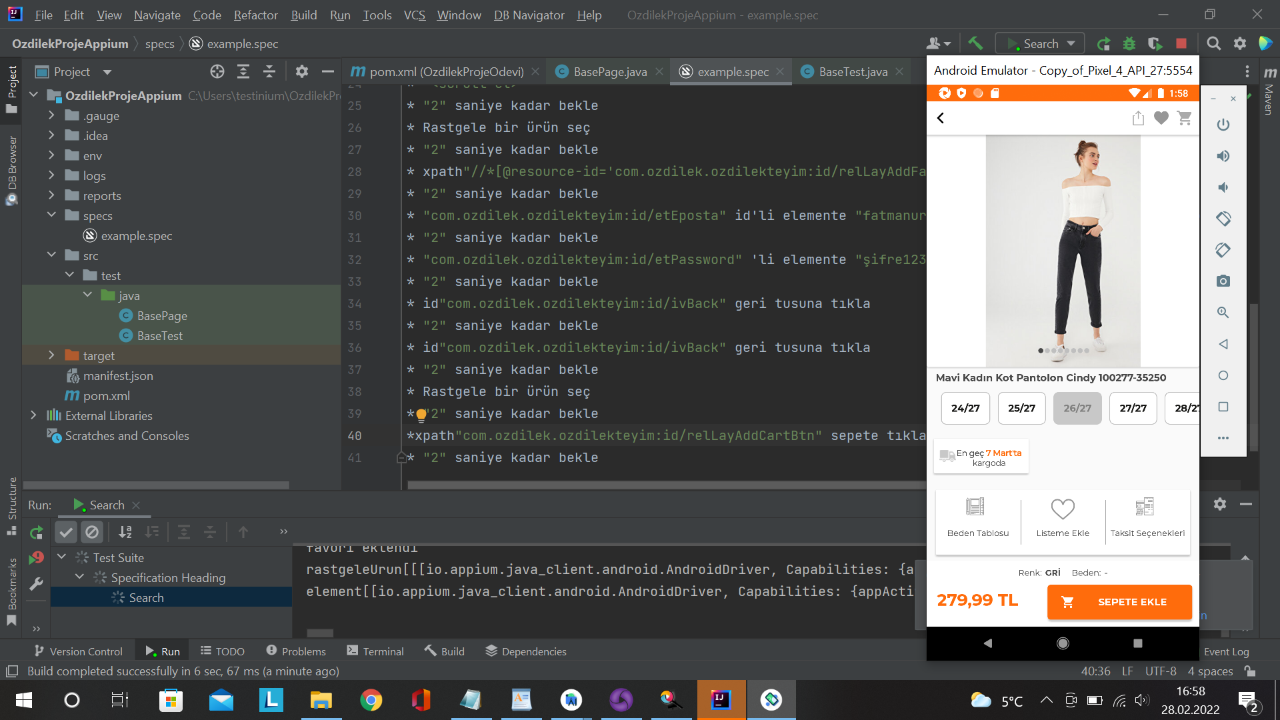 File Edit View Navigate Code Refactor Build Run Tools VCS Window DB Navigator Help OzdilekProjeAppium - example.spec
OzdilekProjeAppium specs example.spec
Search
Project
pom.xml (OzdilekProjeOdevi)
BasePage.java
example.spec
BaseTest.java
Project
DB Browser
Structure
Bookmarks
Maven
OzdilekProjeAppium C:\Users\testinium\OzdilekPr
.gauge
.idea
env
logs
reports
specs
example.spec
src
test
java
BasePage
BaseTest
target
manifest.json
pom.xml
External Libraries
Scratches and Consoles
25 * "2" saniye kadar bekle
26 * Rastgele bir ürün seç
27 * "2" saniye kadar bekle
28 * xpath"//*[@resource-id='com.ozdilek.ozdilekteyim:id/relLayAddFa
29 * "2" saniye kadar bekle
30 * "com.ozdilek.ozdilekteyim:id/etEposta" id'li elemente "fatmanur
31 * "2" saniye kadar bekle
32 * "com.ozdilek.ozdilekteyim:id/etPassword" 'li elemente "şifre123
33 * "2" saniye kadar bekle
34 * id"com.ozdilek.ozdilekteyim:id/ivBack" geri tusuna tıkla
35 * "2" saniye kadar bekle
36 * id"com.ozdilek.ozdilekteyim:id/ivBack" geri tusuna tıkla
37 * "2" saniye kadar bekle
38 * Rastgele bir ürün seç
39 * "2" saniye kadar bekle
40 *xpath"com.ozdilek.ozdilekteyim:id/relLayAddCartBtn" sepete tıkla
41 * "2" saniye kadar bekle
Android Emulator - Copy_of_Pixel_4_API_27:5554
1:58
Mavi Kadın Kot Pantolon Cindy 100277-35250
24/27 25/27 26/27 27/27 28/27
En geç 7 Mart'ta
kargoda
Beden Tablosu
Listeme Ekle
Taksit Seçenekleri
Renk: GRİ Beden: -
279,99 TL
SEPETE EKLE
Run: Search
Test Suite
Specification Heading
Search
favori eklendi
rastgeleUrun[[[io.appium.java_client.android.AndroidDriver, Capabilities: {a
element[[io.appium.java_client.android.AndroidDriver, Capabilities: {appActi
Version Control Run TODO Problems Terminal Build Dependencies Event Log
Build completed successfully in 6 sec, 67 ms (a minute ago)
40:36 LF UTF-8 4 spaces
5°C
16:58
28.02.2022
2